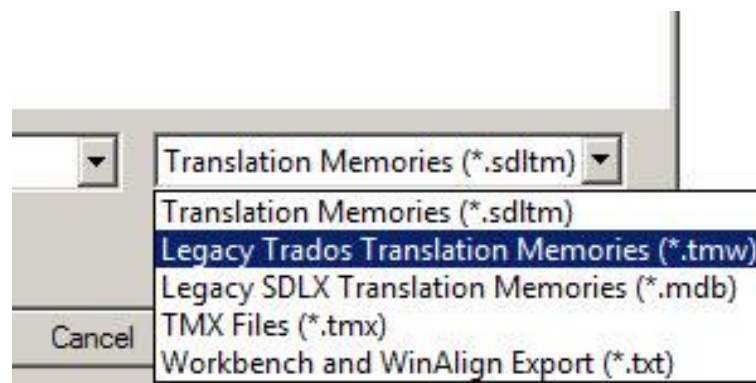 Translation Memories (*.sdltm)
Translation Memories (*.sdltm)
Legacy Trados Translation Memories (*.tmw)
Legacy SDLX Translation Memories (*.mdb)
TMX Files (*.tmx)
Cancel
Workbench and WinAlign Export (*.txt)